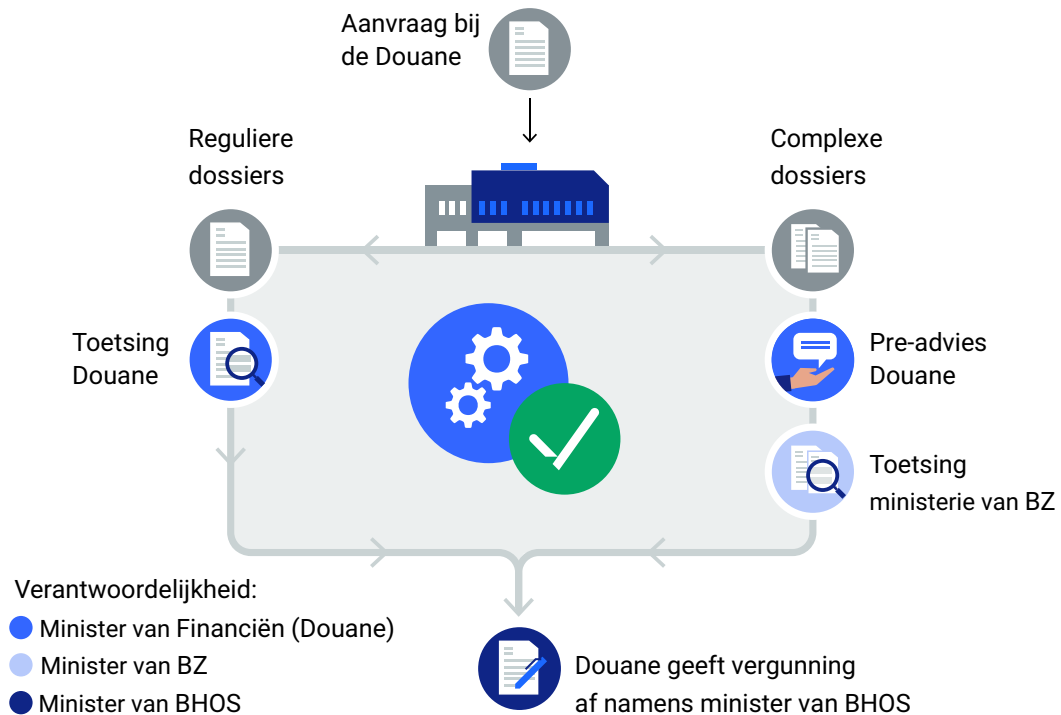 Aanvraag bij
de Douane
Reguliere
dossiers
Complexe
dossiers
Toetsing
Douane
Pre-advies
Douane
Toetsing
ministerie van BZ
Verantwoordelijkheid:
Minister van Financiën (Douane)
Minister van BZ
Minister van BHOS
Douane geeft vergunning
af namens minister van BHOS